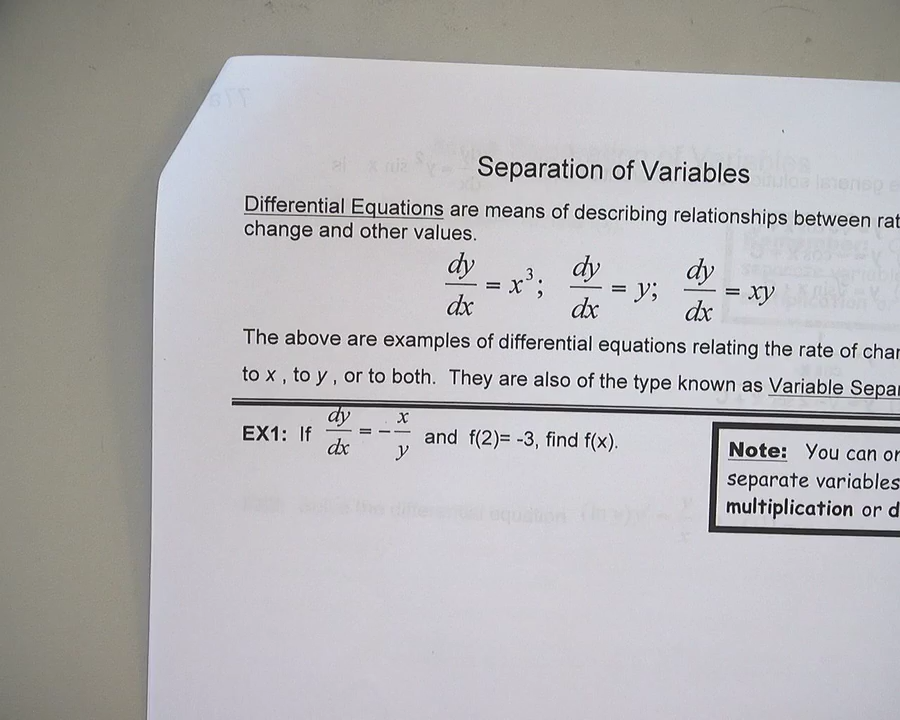 Separation of Variables
Differential Equations are means of describing relationships between rat
change and other values.
dy/dx = x³; dy/dx = y; dy/dx = xy
The above are examples of differential equations relating the rate of chan
to x , to y , or to both. They are also of the type known as Variable Separ
EX1: If dy/dx = -x/y and f(2)= -3, find f(x).
Note: You can or
separate variables
multiplication or d